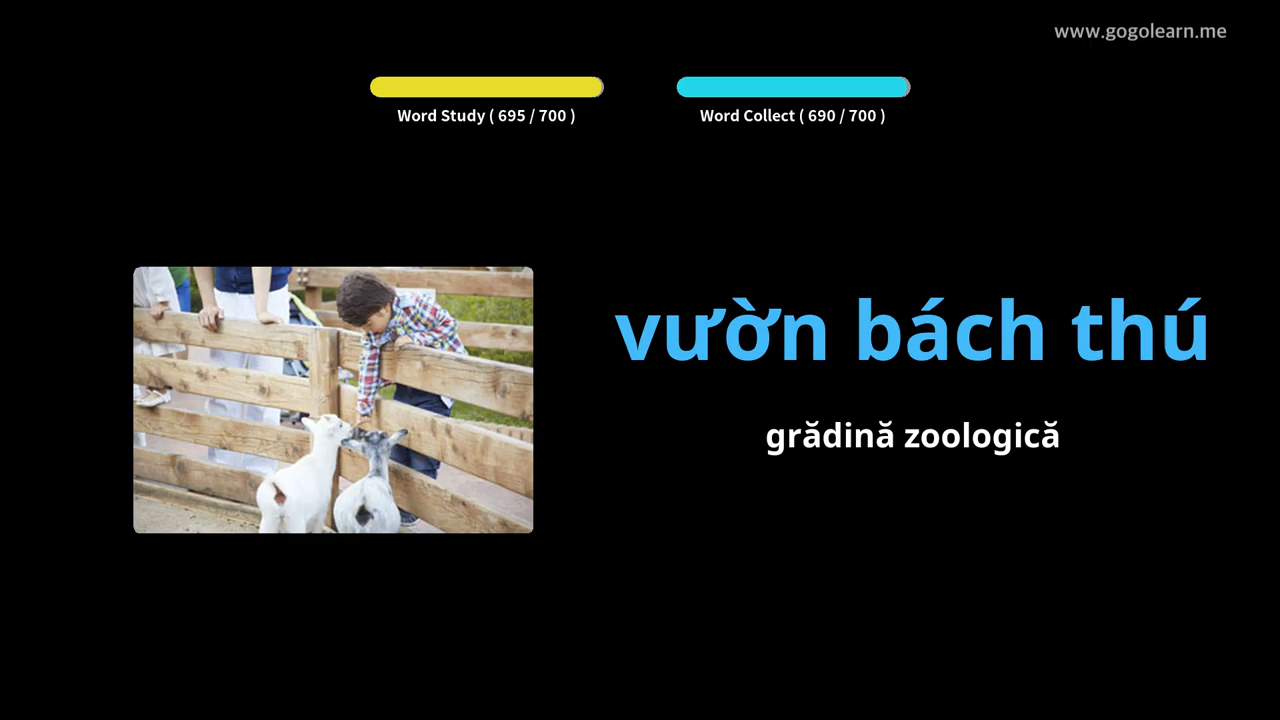 www.gogolearn.me
Word Study ( 695 / 700 )
Word Collect ( 690 / 700 )
vườn bách thú
grădină zoologică